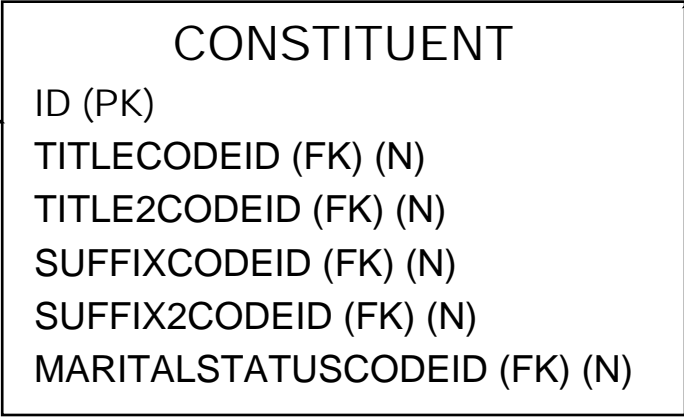 CONSTITUENT
ID (PK)
TITLECODEID (FK) (N)
TITLE2CODEID (FK) (N)
SUFFIXCODEID (FK) (N)
SUFFIX2CODEID (FK) (N)
MARITALSTATUSCODEID (FK) (N)